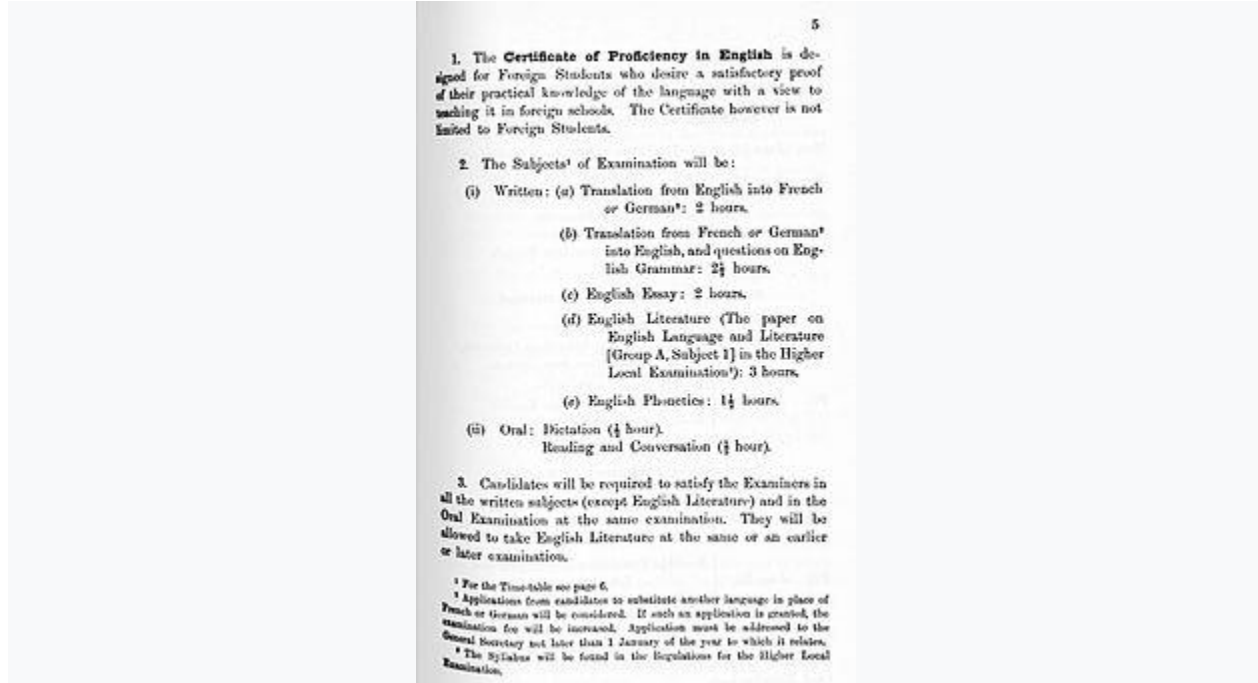 5
1. The Certificate of Proficiency in English is de-
signed for Foreign Students who desire a satisfactory proof
of their practical knowledge of the language with a view to
teaching it in foreign schools. The Certificate however is not
limited to Foreign Students.
2. The Subjects¹ of Examination will be:
(i) Written: (a) Translation from English into French
or German²: 2 hours.
(b) Translation from French or German²
into English, and questions on Eng-
lish Grammar: 2½ hours.
(c) English Essay: 2 hours.
(d) English Literature (The paper on
English Language and Literature
[Group A, Subject 1] in the Higher
Local Examination³): 3 hours.
(e) English Phonetics: 1½ hours.
(ii) Oral: Dictation (½ hour).
Reading and Conversation (½ hour).
3. Candidates will be required to satisfy the Examiners in
all the written subjects (except English Literature) and in the
Oral Examination at the same examination. They will be
allowed to take English Literature at the same or an earlier
or later examination.
¹ For the Time-table see page 6.
² Applications from candidates to substitute another language in place of
French or German will be considered. If such an application is granted, the
examination fee will be increased. Application must be addressed to the
General Secretary not later than 1 January of the year to which it relates.
³ The Syllabus will be found in the Regulations for the Higher Local
Examination.